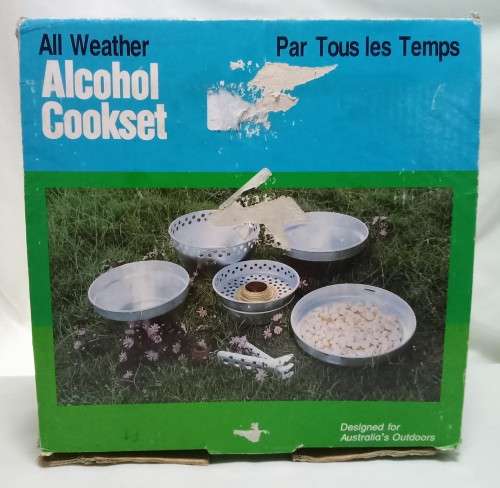 All Weather
Par Tous les Temps
Alcohol
Cookset
Designed for
Australia's Outdoors